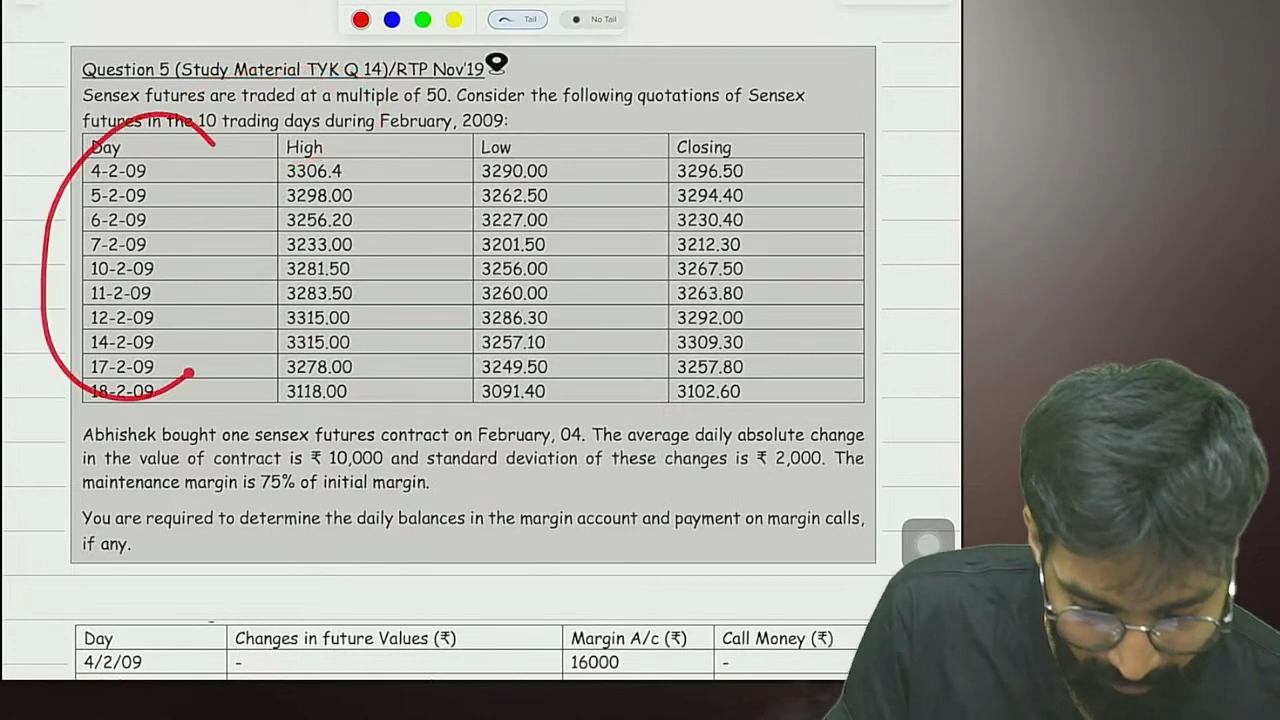 Tail
No Tail
Question 5 (Study Material TYK Q 14)/RTP Nov'19
Sensex futures are traded at a multiple of 50. Consider the following quotations of Sensex
futures in the 10 trading days during February, 2009:
Day High Low Closing
4-2-09 3306.4 3290.00 3296.50
5-2-09 3298.00 3262.50 3294.40
6-2-09 3256.20 3227.00 3230.40
7-2-09 3233.00 3201.50 3212.30
10-2-09 3281.50 3256.00 3267.50
11-2-09 3283.50 3260.00 3263.80
12-2-09 3315.00 3286.30 3292.00
14-2-09 3315.00 3257.10 3309.30
17-2-09 3278.00 3249.50 3257.80
18-2-09 3118.00 3091.40 3102.60
Abhishek bought one sensex futures contract on February, 04. The average daily absolute change
in the value of contract is ₹ 10,000 and standard deviation of these changes is ₹ 2,000. The
maintenance margin is 75% of initial margin.
You are required to determine the daily balances in the margin account and payment on margin calls,
if any.
Day Changes in future Values (₹) Margin A/c (₹) Call Money (₹)
4/2/09 - 16000 -